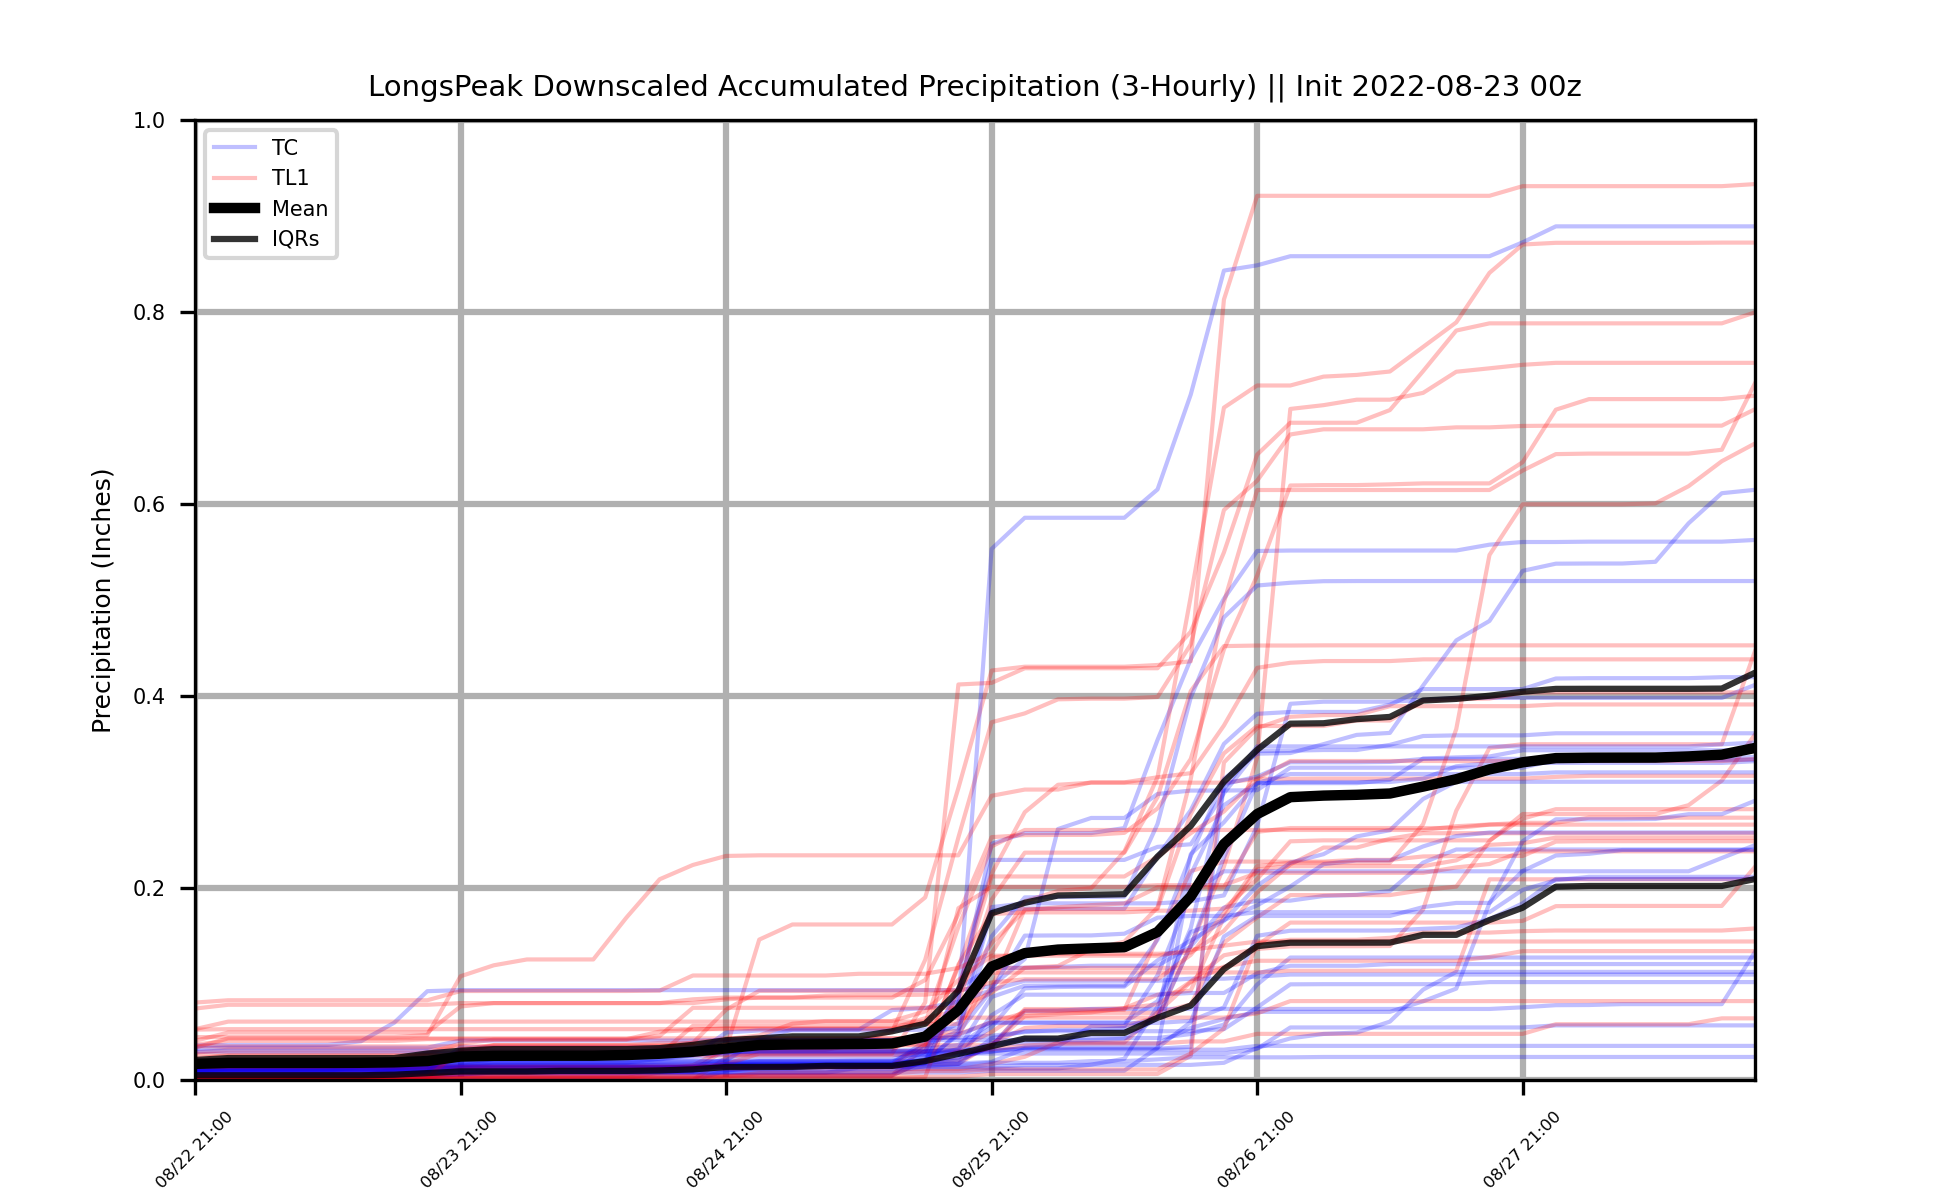 LongsPeak Downscaled Accumulated Precipitation (3-Hourly) || Init 2022-08-23 00z
Precipitation (Inches)
1.0
0.8
0.6
0.4
0.2
0.0
TC
TL1
Mean
IQRs
08/22 21:00
08/23 21:00
08/24 21:00
08/25 21:00
08/26 21:00
08/27 21:00